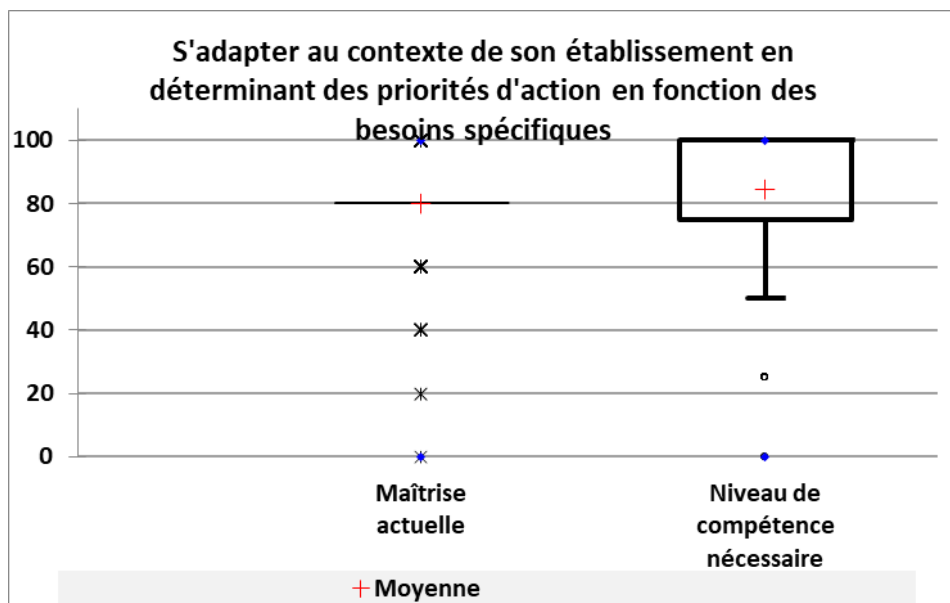 S'adapter au contexte de son établissement en
déterminant des priorités d'action en fonction des
besoins spécifiques
100
80
60
40
20
0
Maîtrise
actuelle
Niveau de
compétence
nécessaire
Moyenne